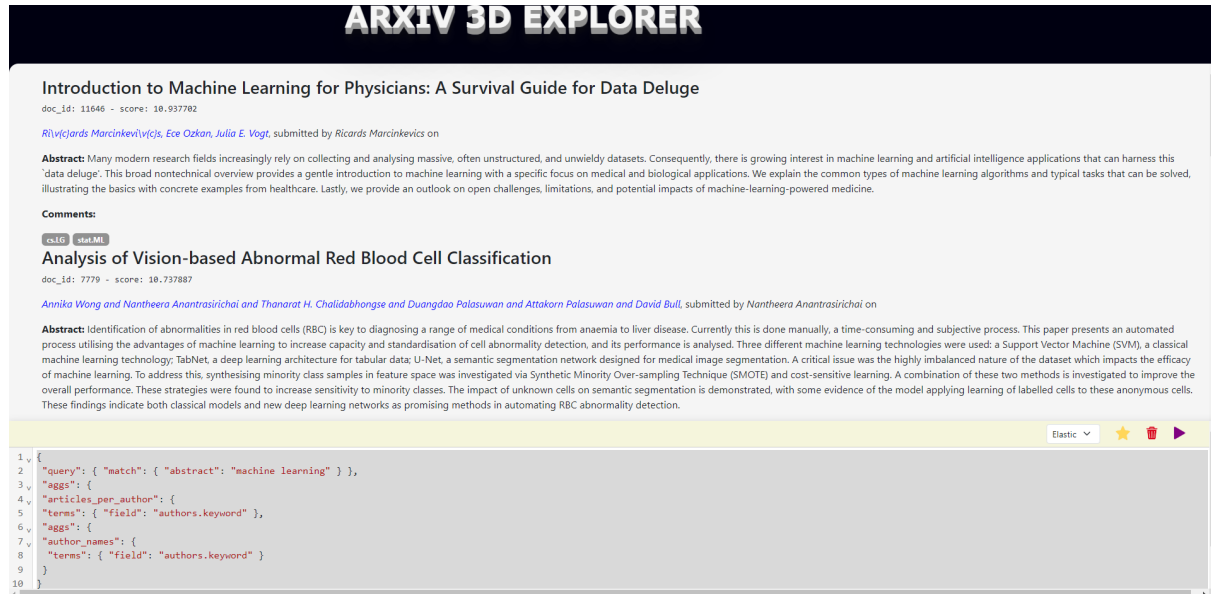 ARXIV 3D EXPLORER
Introduction to Machine Learning for Physicians: A Survival Guide for Data Deluge
doc_id: 11646 - score: 10.937702
Ri\v{c}ards Marcinkevi\v{c}s, Ece Ozkan, Julia E. Vogt, submitted by Ricards Marcinkevics on
Abstract: Many modern research fields increasingly rely on collecting and analysing massive, often unstructured, and unwieldy datasets. Consequently, there is growing interest in machine learning and artificial intelligence applications that can harness this
`data deluge'. This broad nontechnical overview provides a gentle introduction to machine learning with a specific focus on medical and biological applications. We explain the common types of machine learning algorithms and typical tasks that can be solved,
illustrating the basics with concrete examples from healthcare. Lastly, we provide an outlook on open challenges, limitations, and potential impacts of machine-learning-powered medicine.
Comments:
cs.LG stat.ML
Analysis of Vision-based Abnormal Red Blood Cell Classification
doc_id: 7779 - score: 10.737887
Annika Wong and Nantheera Anantrasirichai and Thanarat H. Chalidabhongse and Duangdao Palasuwan and Attakorn Palasuwan and David Bull, submitted by Nantheera Anantrasirichai on
Abstract: Identification of abnormalities in red blood cells (RBC) is key to diagnosing a range of medical conditions from anaemia to liver disease. Currently this is done manually, a time-consuming and subjective process. This paper presents an automated
process utilising the advantages of machine learning to increase capacity and standardisation of cell abnormality detection, and its performance is analysed. Three different machine learning technologies were used: a Support Vector Machine (SVM), a classical
machine learning technology; TabNet, a deep learning architecture for tabular data; U-Net, a semantic segmentation network designed for medical image segmentation. A critical issue was the highly imbalanced nature of the dataset which impacts the efficacy
of machine learning. To address this, synthesising minority class samples in feature space was investigated via Synthetic Minority Over-sampling Technique (SMOTE) and cost-sensitive learning. A combination of these two methods is investigated to improve the
overall performance. These strategies were found to increase sensitivity to minority classes. The impact of unknown cells on semantic segmentation is demonstrated, with some evidence of the model applying learning of labelled cells to these anonymous cells.
These findings indicate both classical models and new deep learning networks as promising methods in automating RBC abnormality detection.
Elastic
1 {
2 "query": { "match": { "abstract": "machine learning" } },
3 "aggs": {
4 "articles_per_author": {
5 "terms": { "field": "authors.keyword" },
6 "aggs": {
7 "author_names": {
8 "terms": { "field": "authors.keyword" }
9 }
10 }